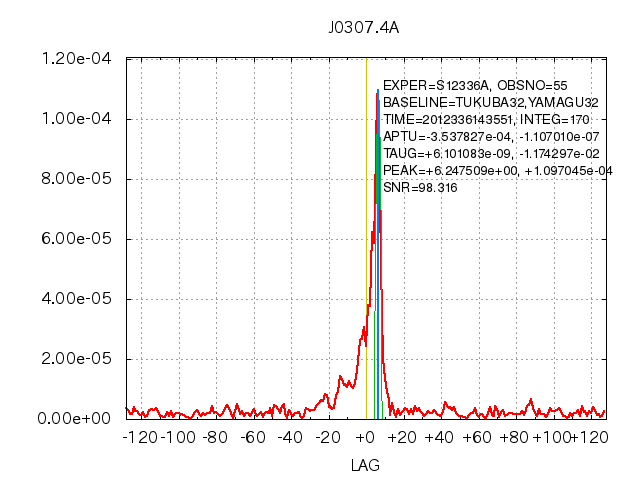 J0307.4A
1.20e-04
EXPER=S12336A, OBSNO=55
BASELINE=TUKUBA32,YAMAGU32
1.00e-04
TIME=2012336143551, INTEG=170
APTU=-3.537827e-04, -1.107010e-07
TAUG=+6.101083e-09, -1.174297e-02
8.00e-05
PEAK=+6.247509e+00, +1.097045e-04
SNR=98.316
6.00e-05
4.00e-05
2.00e-05
0.00e+00
-120 -100 -80 -60 -40 -20 +0 +20 +40 +60 +80 +100 +120
LAG